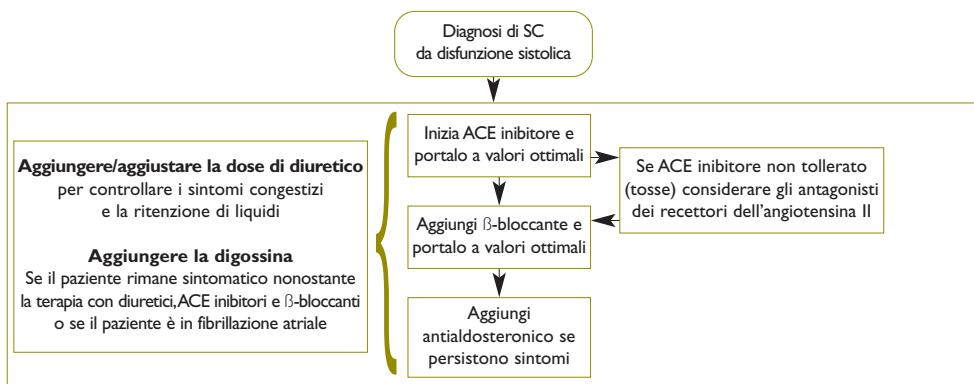 Diagnosi di SC
da disfunzione sistolica
Aggiungere/aggiustare la dose di diuretico
per controllare i sintomi congestizi
e la ritenzione di liquidi
Aggiungere la digossina
Se il paziente rimane sintomatico nonostante
la terapia con diuretici, ACE inibitori e ß-bloccanti
o se il paziente è in fibrillazione atriale
Inizia ACE inibitore e
portalo a valori ottimali
Se ACE inibitore non tollerato
(tosse) considerare gli antagonisti
dei recettori dell'angiotensina II
Aggiungi ß-bloccante e
portalo a valori ottimali
Aggiungi
antialdosteronico se
persistono sintomi